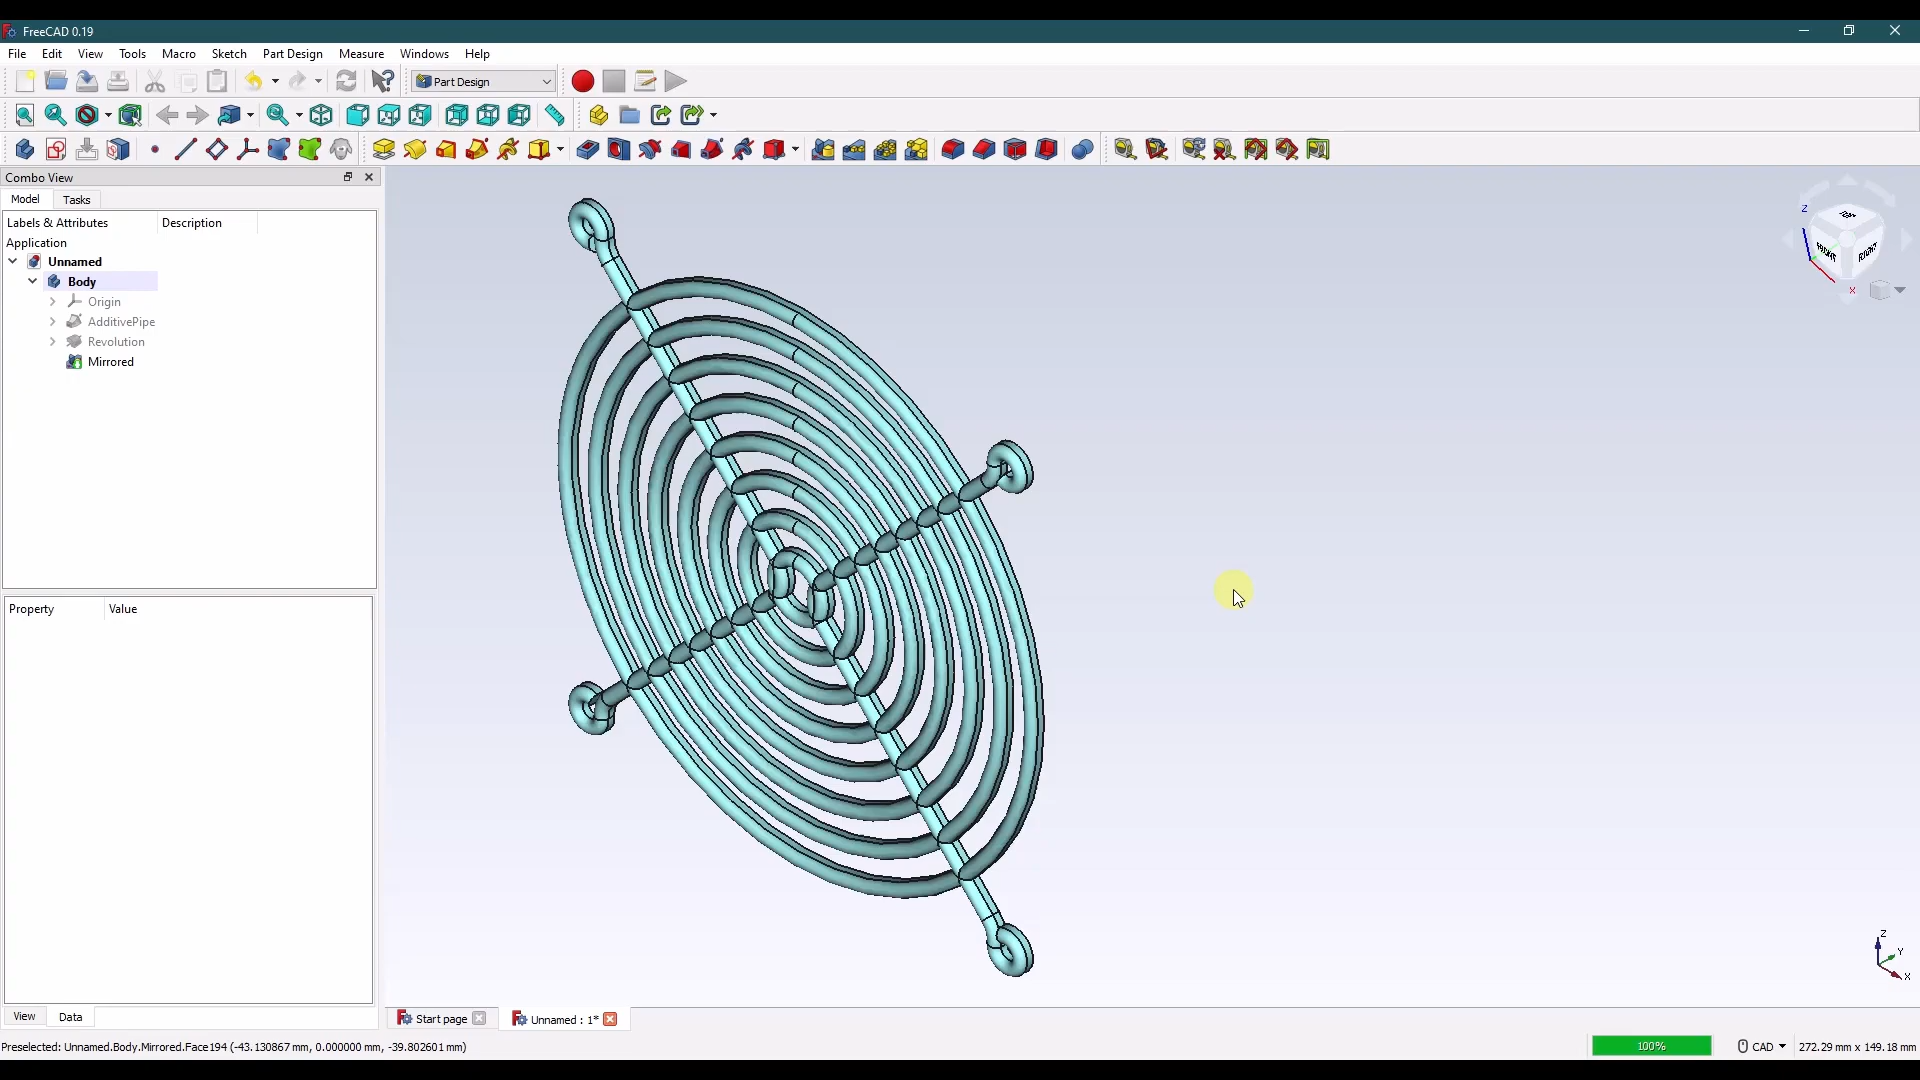 FreeCAD 0.19
File Edit View Tools Macro Sketch Part Design Measure Windows Help
Part Design
Combo View
Model Tasks
Labels & Attributes Description
Application
Unnamed
Body
Origin
AdditivePipe
Revolution
Mirrored
Property Value
View Data
Start page
Unnamed : 1*
TOP
FRONT
RIGHT
Z
X
Z
Y
X
Preselected: Unnamed.Body.Mirrored.Face194 (-43.130867 mm, 0.000000 mm, -39.802601 mm)
100%
CAD
272.29 mm x 149.18 mm